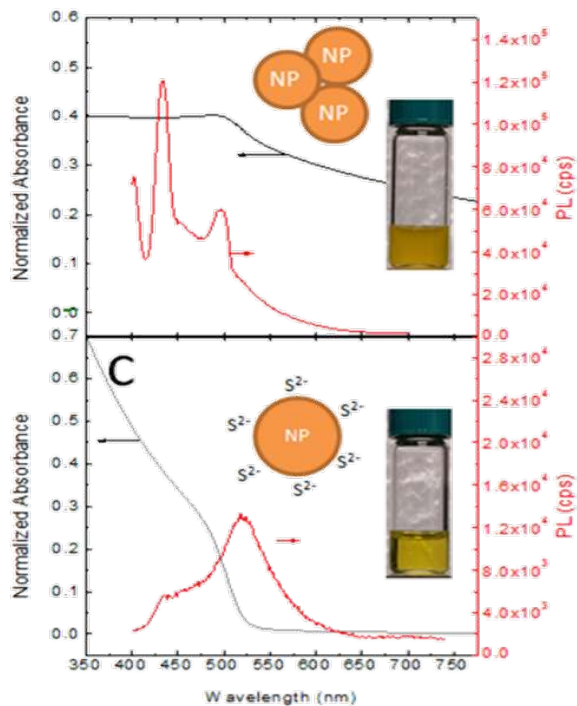 0.6
0.5
0.4
0.3
0.2
0.1
0.0
Normalized Absorbance
NP
NP
NP
1.4x10⁵
1.2x10⁵
1.0x10⁵
8.0x10⁴
6.0x10⁴
4.0x10⁴
2.0x10⁴
0.0
PL (cps)
0.7
0.6
0.5
0.4
0.3
0.2
0.1
0.0
Normalized Absorbance
C
S²⁻
S²⁻
S²⁻
NP
S²⁻
S²⁻
S²⁻
2.8x10⁴
2.4x10⁴
2.0x10⁴
1.6x10⁴
1.2x10⁴
8.0x10³
4.0x10³
0.0
PL (cps)
350 400 450 500 550 600 650 700 750
Wavelength (nm)